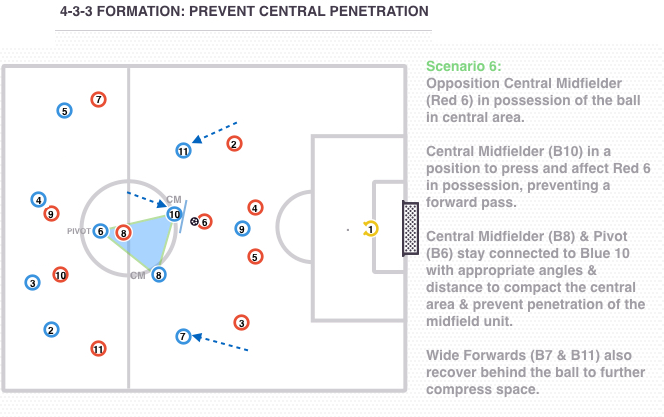 4-3-3 FORMATION: PREVENT CENTRAL PENETRATION
Scenario 6:
Opposition Central Midfielder
(Red 6) in possession of the ball
in central area.
Central Midfielder (B10) in a
position to press and affect Red 6
in possession, preventing a
forward pass.
Central Midfielder (B8) & Pivot
(B6) stay connected to Blue 10
with appropriate angles &
distance to compact the central
area & prevent penetration of the
midfield unit.
Wide Forwards (B7 & B11) also
recover behind the ball to further
compress space.
7
5
2
11
4
9
CM
10
6
4
PIVOT
6
8
9
1
5
10
CM
8
3
3
2
7
11